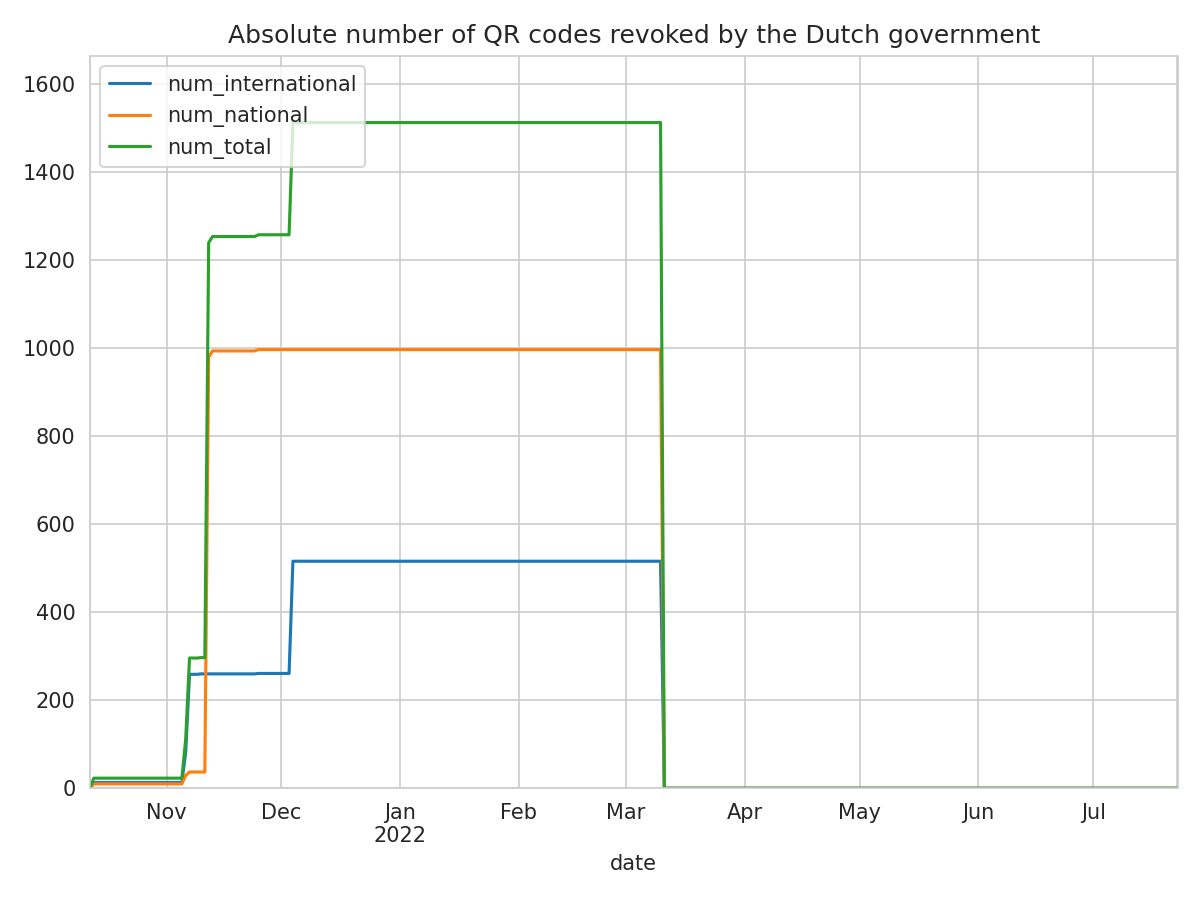 Absolute number of QR codes revoked by the Dutch government
num_international
num_national
num_total
1600
1400
1200
1000
800
600
400
200
0
Nov Dec Jan Feb Mar Apr May Jun Jul
2022
date